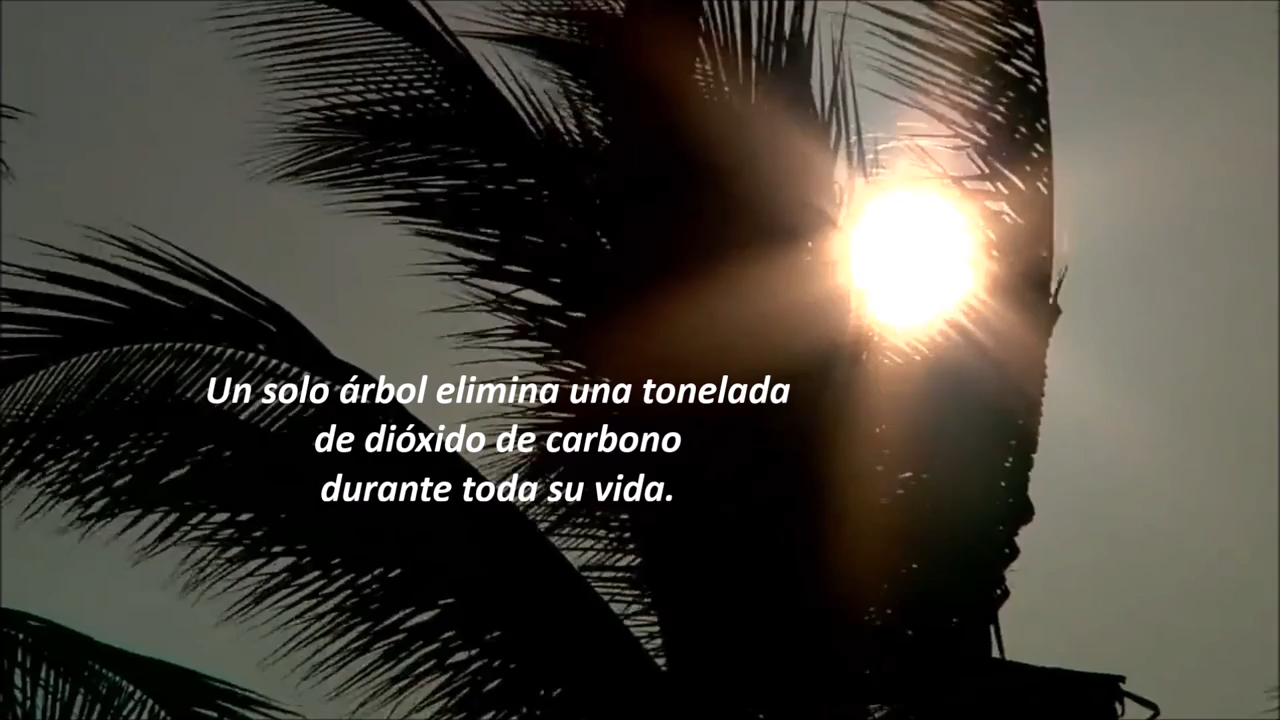 Un solo árbol elimina una tonelada
de dióxido de carbono
durante toda su vida.